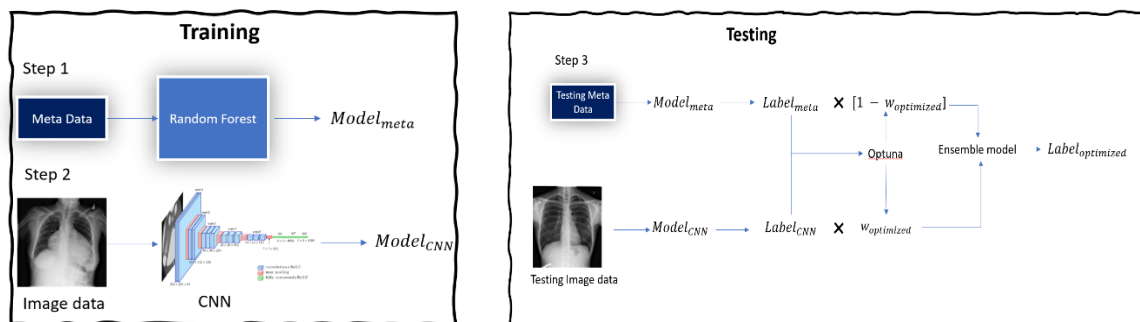 Training
Step 1
Meta Data
Random Forest
Model_meta
Step 2
Image data
CNN
Model_CNN
Testing
Step 3
Testing Meta
Data
Model_meta
Label_meta
× [1 − w_optimized]
Optuna
Ensemble model
Label_optimized
Testing Image data
Model_CNN
Label_CNN
× w_optimized